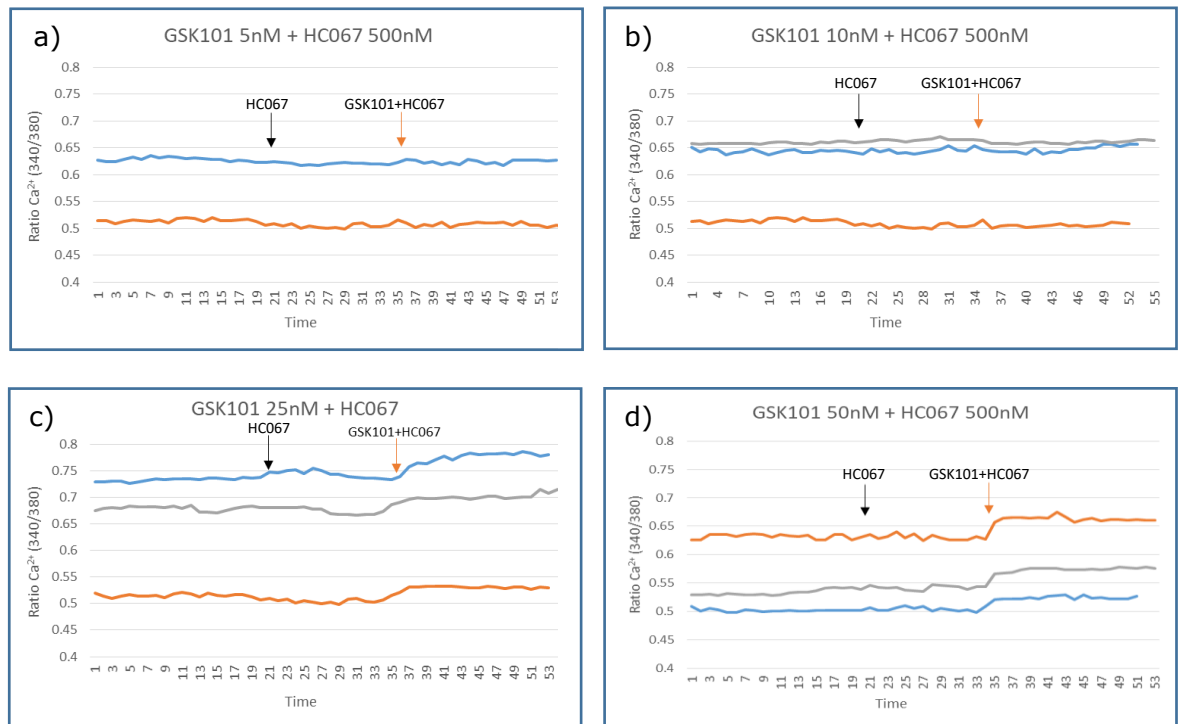 a)
GSK101 5nM + HC067 500nM
Ratio Ca²⁺ (340/380)
0.8
0.75
0.7
0.65
0.6
0.55
0.5
0.45
0.4
HC067
GSK101+HC067
1 3 5 7 9 11 13 15 17 19 21 23 25 27 29 31 33 35 37 39 41 43 45 47 49 51 53
Time
b)
GSK101 10nM + HC067 500nM
Ratio Ca²⁺ (340/380)
0.8
0.75
0.7
0.65
0.6
0.55
0.5
0.45
0.4
HC067
GSK101+HC067
1 4 7 10 13 16 19 22 25 28 31 34 37 40 43 46 49 52 55
Time
c)
GSK101 25nM + HC067
Ratio Ca²⁺ (340/380)
0.8
0.75
0.7
0.65
0.6
0.55
0.5
0.45
0.4
HC067
GSK101+HC067
1 3 5 7 9 11 13 15 17 19 21 23 25 27 29 31 33 35 37 39 41 43 45 47 49 51 53
Time
d)
GSK101 50nM + HC067 500nM
Ratio Ca²⁺ (340/380)
0.8
0.75
0.7
0.65
0.6
0.55
0.5
0.45
0.4
HC067
GSK101+HC067
1 3 5 7 9 11 13 15 17 19 21 23 25 27 29 31 33 35 37 39 41 43 45 47 49 51 53
Time